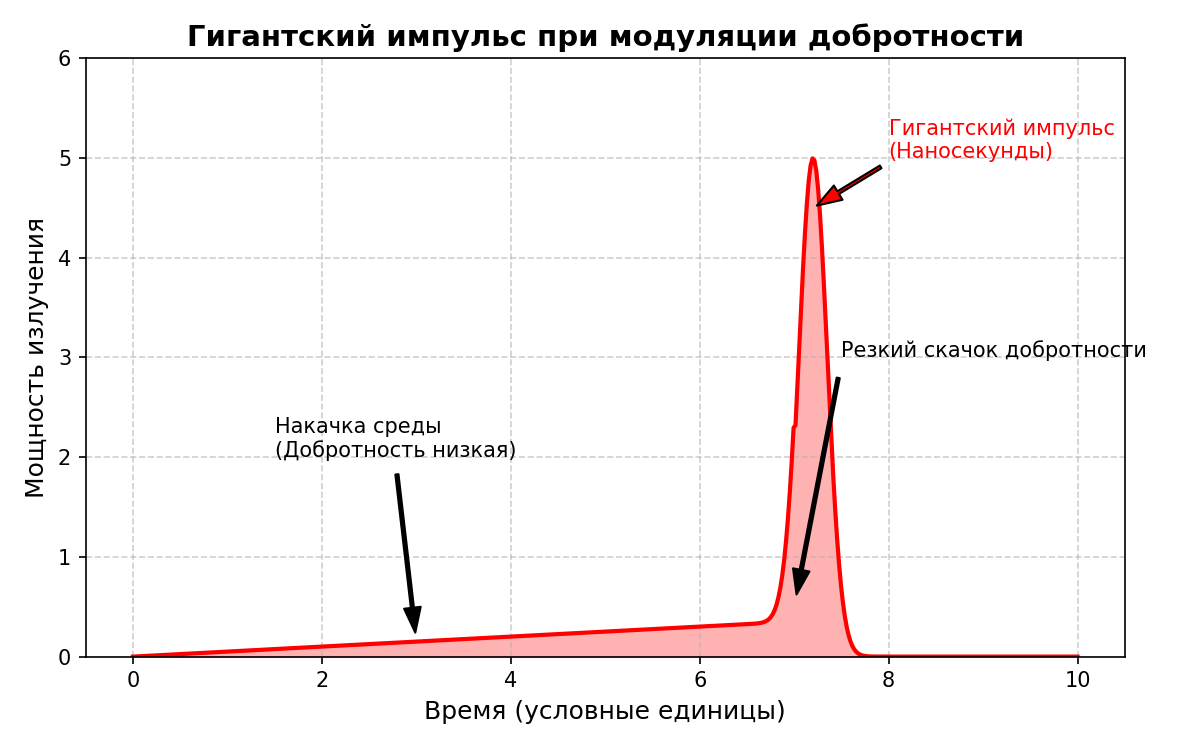 Гигантский импульс при модуляции добротности
Мощность излучения
6
5
4
3
2
1
0
Гигантский импульс
(Наносекунды)
Резкий скачок добротности
Накачка среды
(Добротность низкая)
0 2 4 6 8 10
Время (условные единицы)